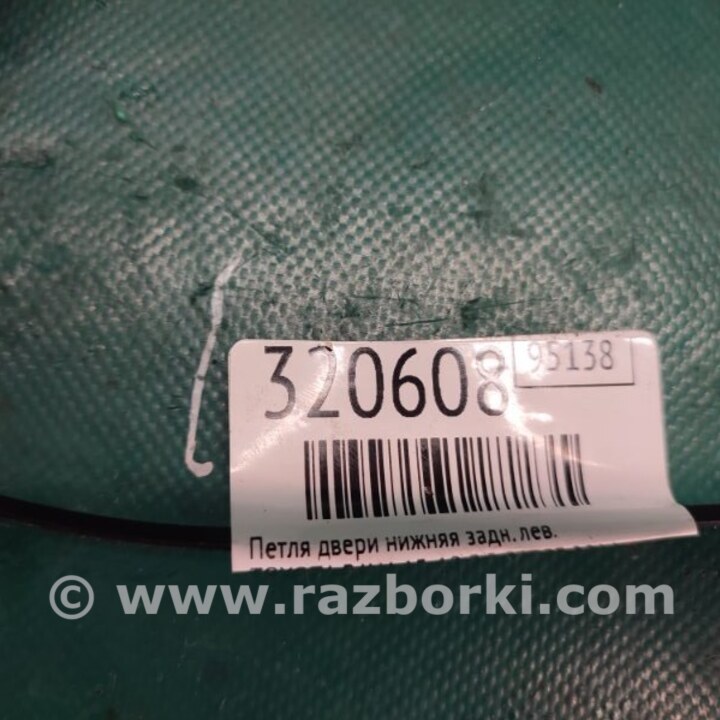 320608 95138
Петля двери нижняя задн. лев.
© www.razborki.com